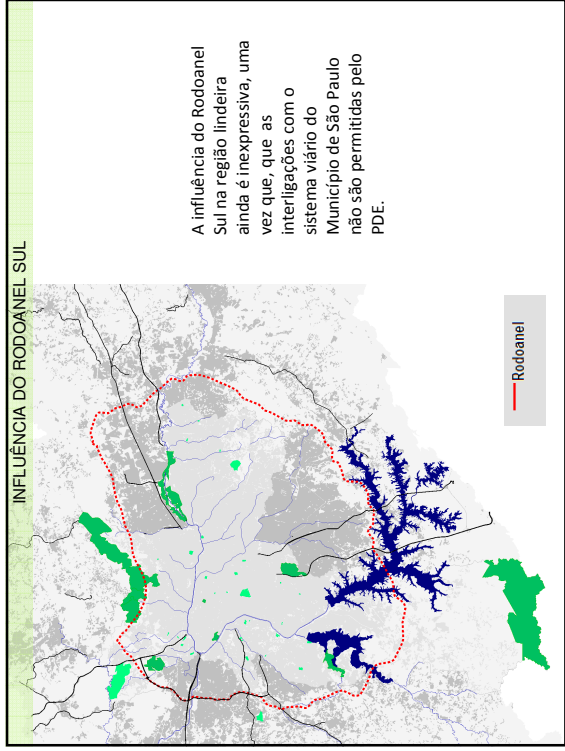 INFLUÊNCIA DO RODOANEL SUL
A influência do Rodoanel
Sul na região lindeira
ainda é inexpressiva, uma
vez que, que as
interligações com o
sistema viário do
Município de São Paulo
não são permitidas pelo
PDE.
Rodoanel